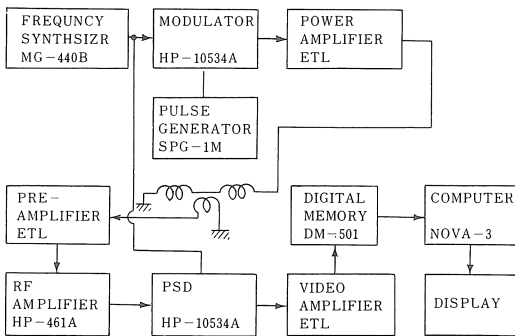 FREQUNCY
SYNTHSIZR
MG-440B
MODULATOR
HP-10534A
POWER
AMPLIFIER
ETL
PULSE
GENERATOR
SPG-1M
PRE-
AMPLIFIER
ETL
DIGITAL
MEMORY
DM-501
COMPUTER
NOVA-3
RF
AMPLIFIER
HP-461A
PSD
HP-10534A
VIDEO
AMPLIFIER
ETL
DISPLAY